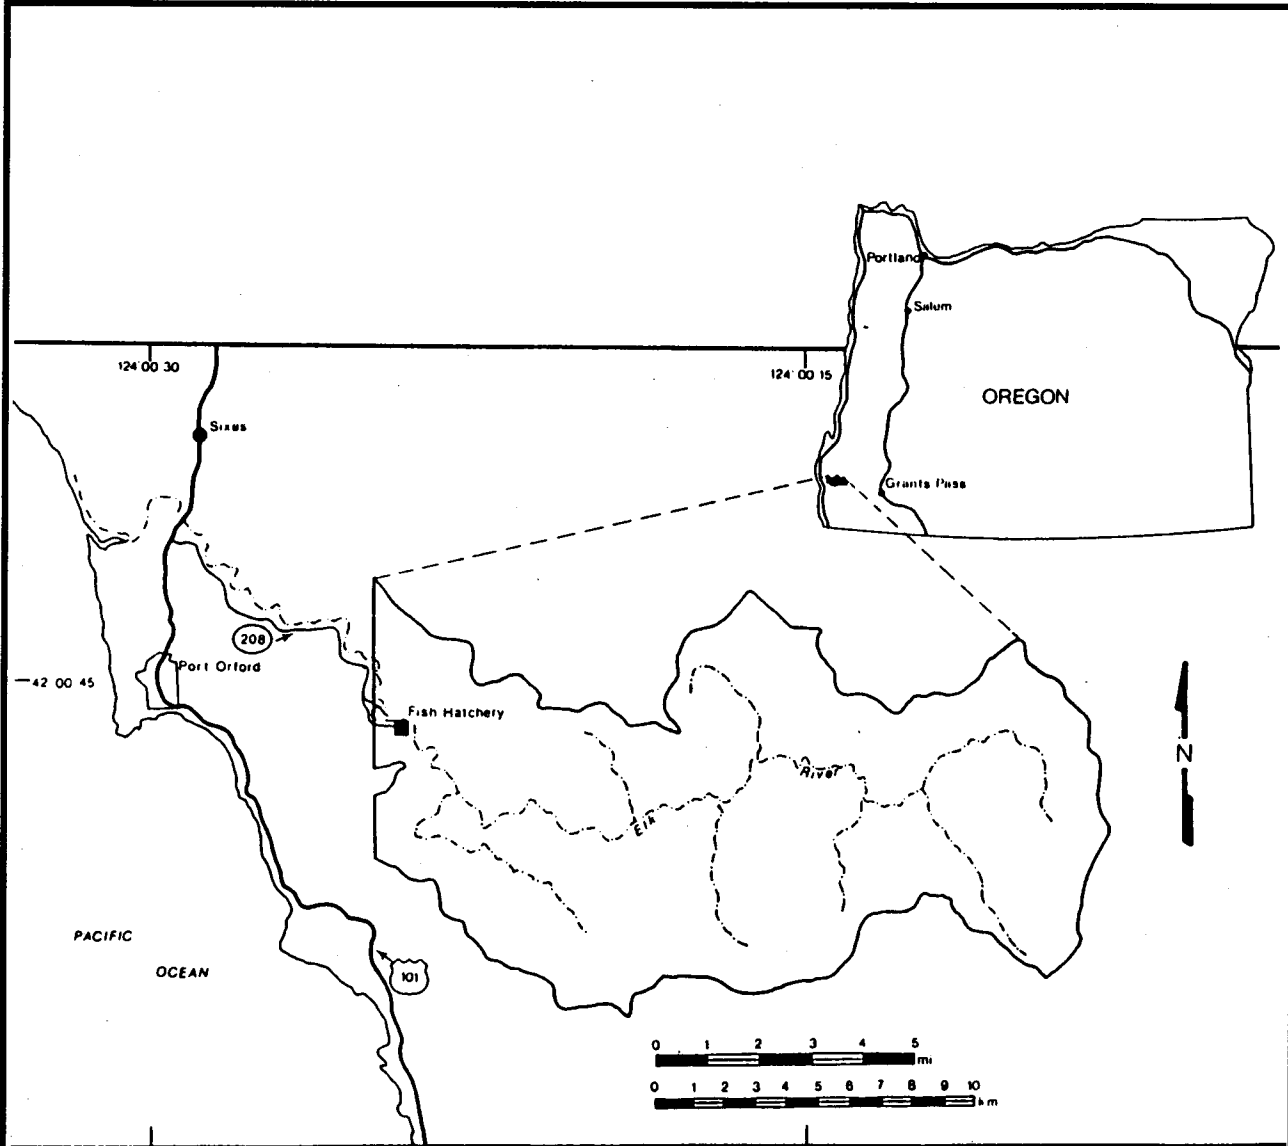 Portland
Salum
124° 00 30
124° 00 15
OREGON
Sixes
Grants Pass
208
Port Orford
42 00 45
Fish Hatchery
N
Elk River
PACIFIC
OCEAN
101
0 1 2 3 4 5
mi
0 1 2 3 4 5 6 7 8 9 10
km